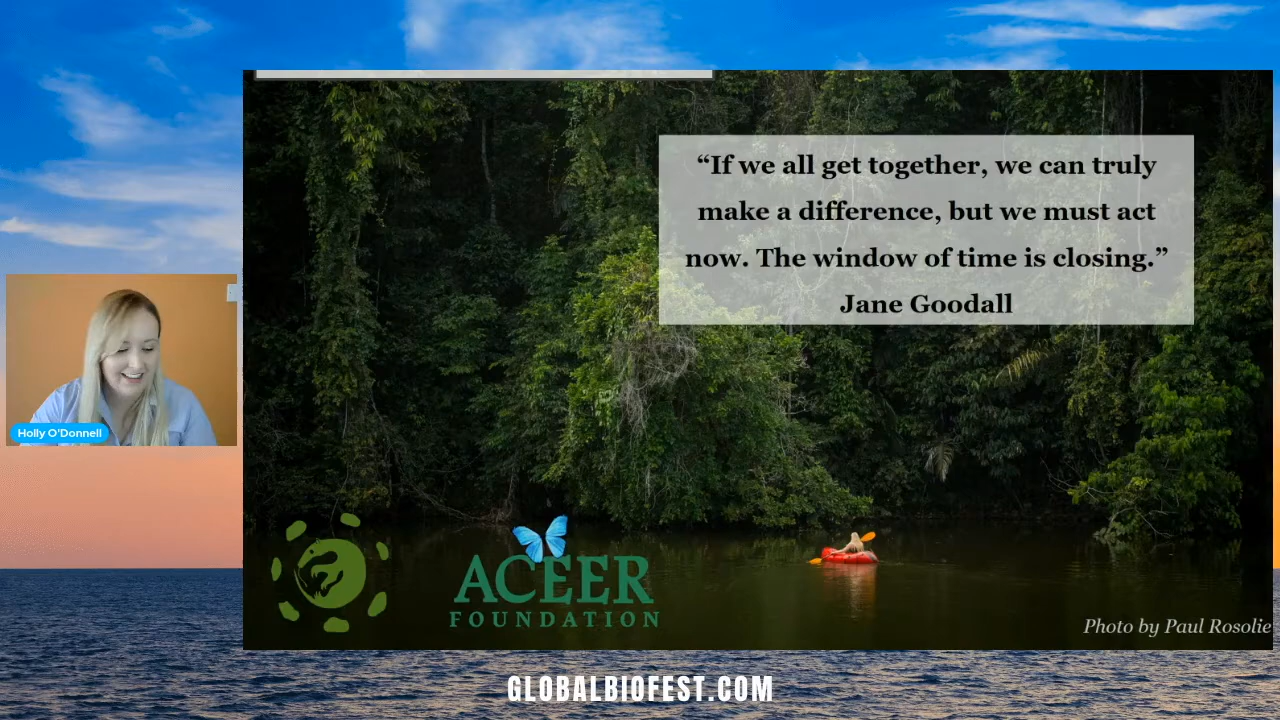 “If we all get together, we can truly
make a difference, but we must act
now. The window of time is closing.”
Jane Goodall
Holly O'Donnell
ACEER
FOUNDATION
Photo by Paul Rosolie
GLOBALBIOFEST.COM